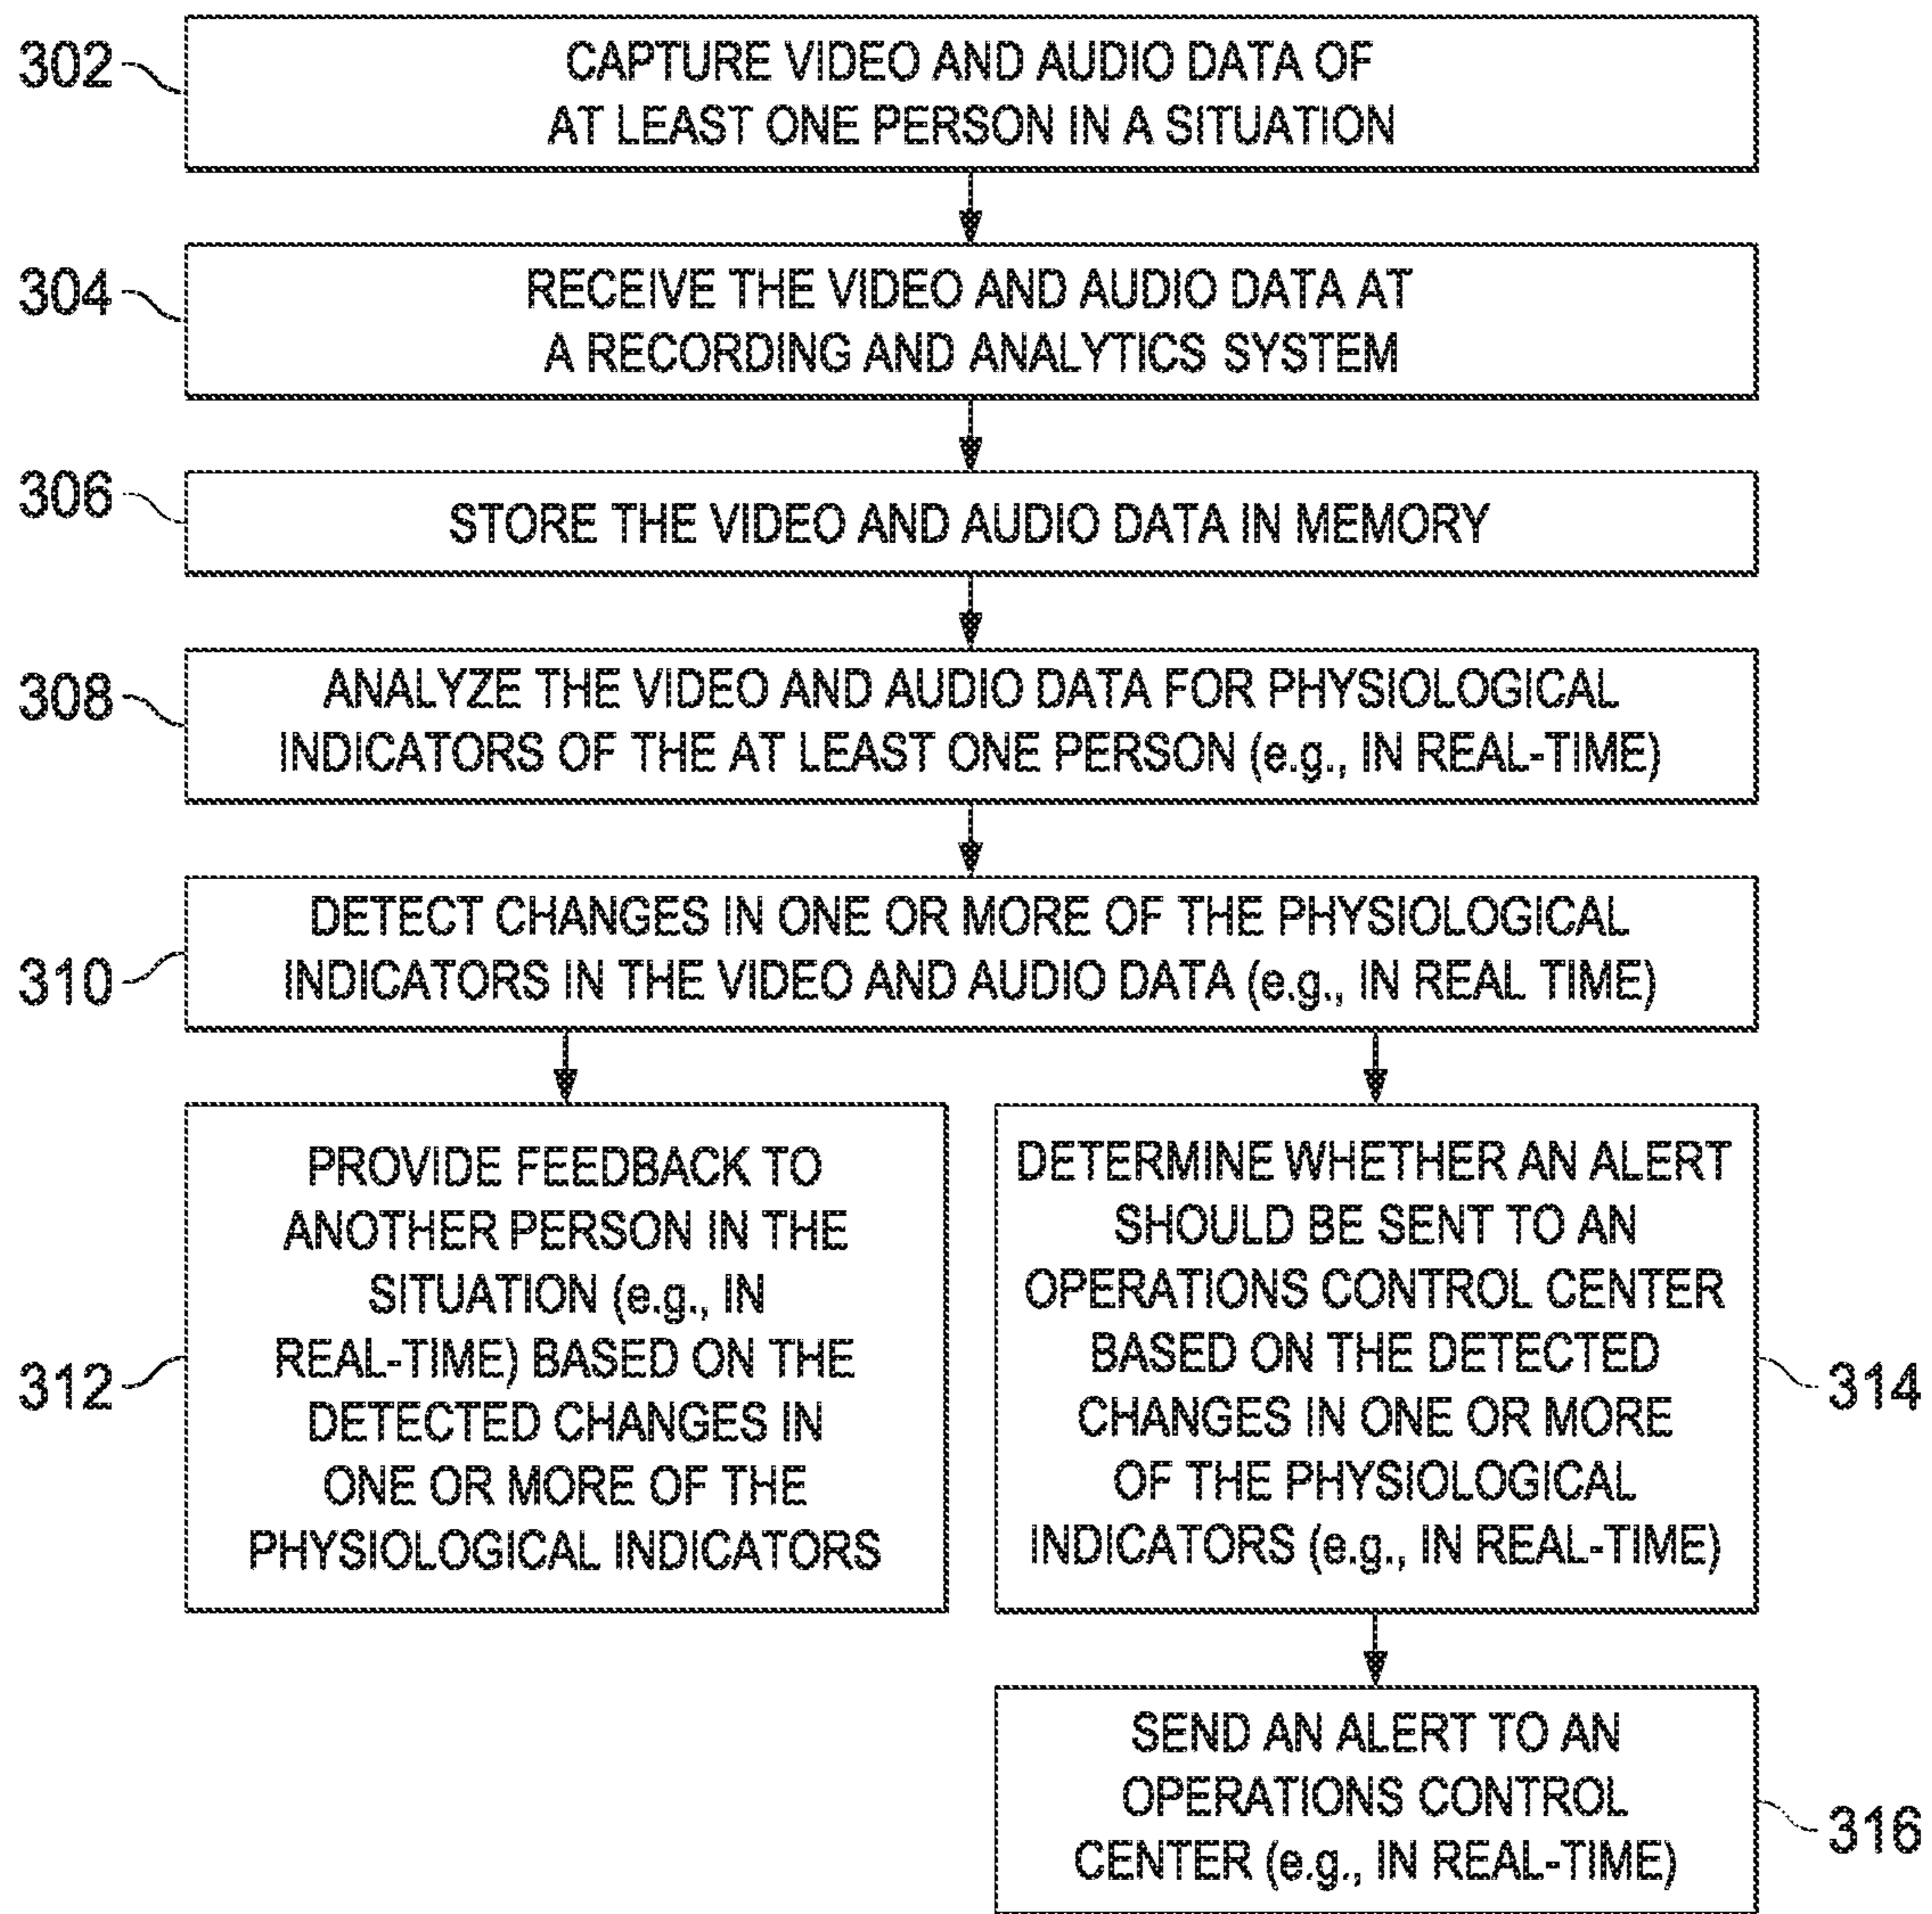 302
CAPTURE VIDEO AND AUDIO DATA OF
AT LEAST ONE PERSON IN A SITUATION
304
RECEIVE THE VIDEO AND AUDIO DATA AT
A RECORDING AND ANALYTICS SYSTEM
306
STORE THE VIDEO AND AUDIO DATA IN MEMORY
308
ANALYZE THE VIDEO AND AUDIO DATA FOR PHYSIOLOGICAL
INDICATORS OF THE AT LEAST ONE PERSON (e.g., IN REAL-TIME)
310
DETECT CHANGES IN ONE OR MORE OF THE PHYSIOLOGICAL
INDICATORS IN THE VIDEO AND AUDIO DATA (e.g., IN REAL TIME)
312
PROVIDE FEEDBACK TO
ANOTHER PERSON IN THE
SITUATION (e.g., IN
REAL-TIME) BASED ON THE
DETECTED CHANGES IN
ONE OR MORE OF THE
PHYSIOLOGICAL INDICATORS
DETERMINE WHETHER AN ALERT
SHOULD BE SENT TO AN
OPERATIONS CONTROL CENTER
BASED ON THE DETECTED
CHANGES IN ONE OR MORE
OF THE PHYSIOLOGICAL
INDICATORS (e.g., IN REAL-TIME)
314
SEND AN ALERT TO AN
OPERATIONS CONTROL
CENTER (e.g., IN REAL-TIME)
316